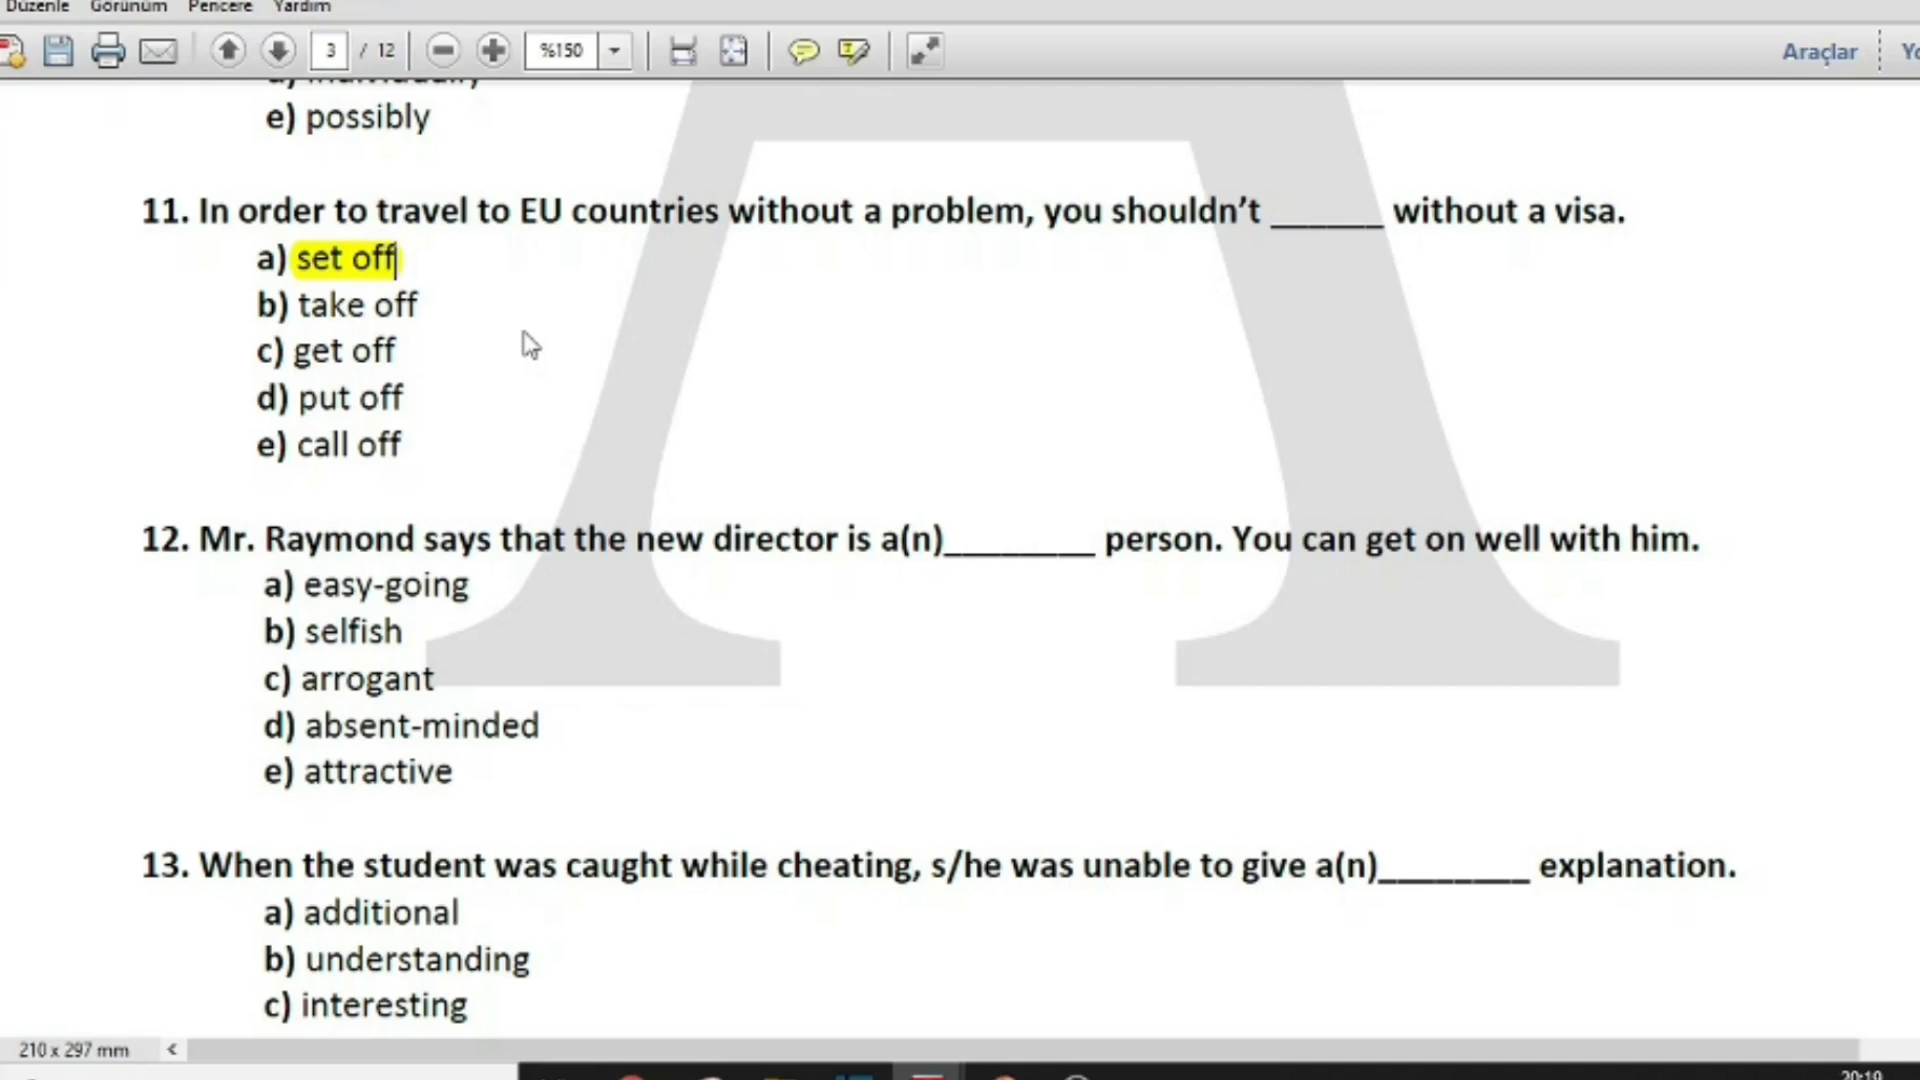 Düzenle Görünüm Pencere Yardım
3 / 12 %150 Araçlar
e) possibly
11. In order to travel to EU countries without a problem, you shouldn’t ______ without a visa.
a) set off
b) take off
c) get off
d) put off
e) call off
12. Mr. Raymond says that the new director is a(n)________ person. You can get on well with him.
a) easy-going
b) selfish
c) arrogant
d) absent-minded
e) attractive
13. When the student was caught while cheating, s/he was unable to give a(n)________ explanation.
a) additional
b) understanding
c) interesting
210 x 297 mm